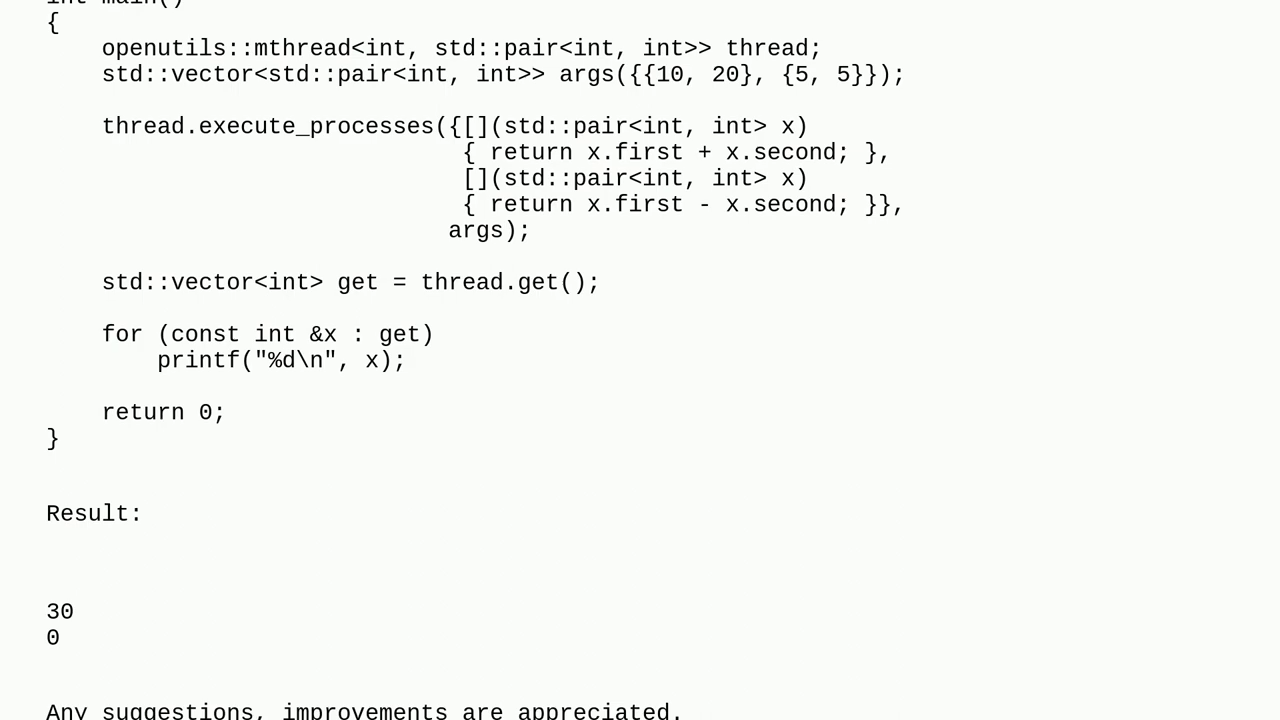 int main()
{
    openutils::mthread<int, std::pair<int, int>> thread;
    std::vector<std::pair<int, int>> args({{10, 20}, {5, 5}});
    thread.execute_processes({[](std::pair<int, int> x)
                              { return x.first + x.second; },
                              [](std::pair<int, int> x)
                              { return x.first - x.second; }},
                             args);
    std::vector<int> get = thread.get();
    for (const int &x : get)
        printf("%d\n", x);
    return 0;
}
Result:
30
0
Any suggestions, improvements are appreciated.